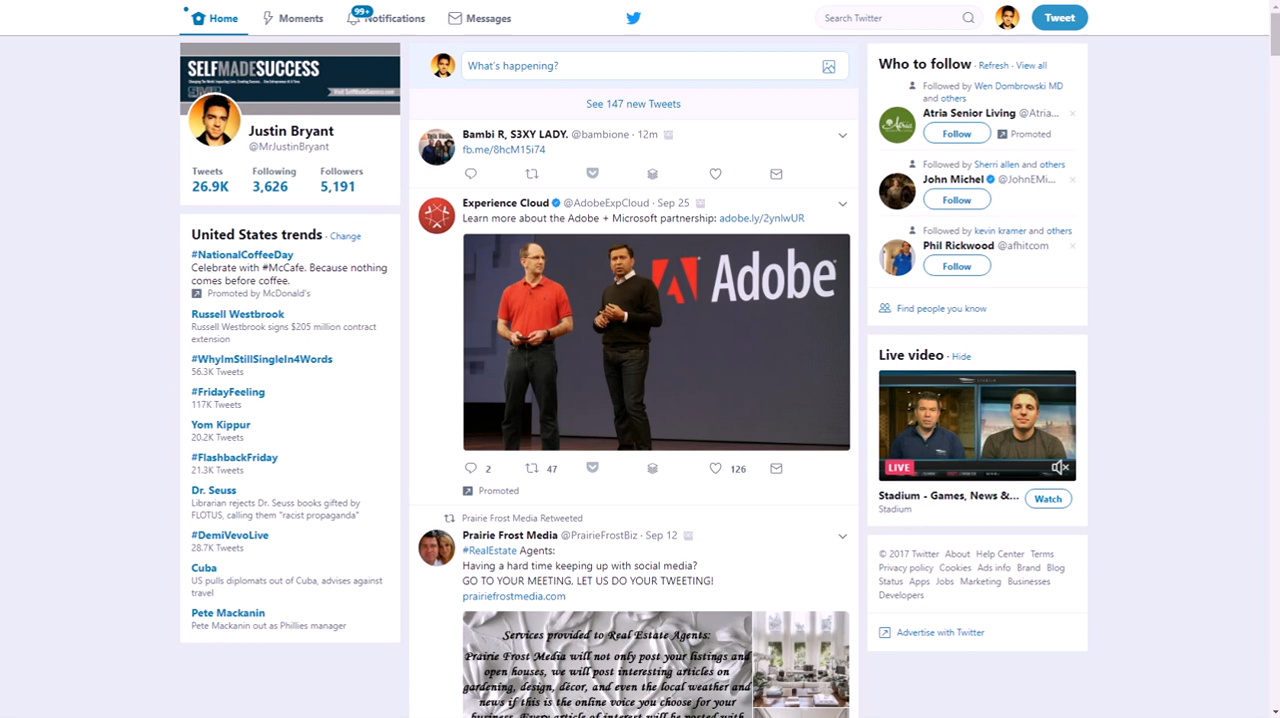 Home
Moments
99+
Notifications
Messages
Search Twitter
Tweet
SELFMADESUCCESS
Justin Bryant
@MrJustinBryant
Tweets Following Followers
26.9K 3,626 5,191
United States trends · Change
#NationalCoffeeDay
Celebrate with #McCafe. Because nothing
comes before coffee.
Promoted by McDonald's
Russell Westbrook
Russell Westbrook signs $205 million contract
extension
#WhyImStillSingleIn4Words
56.3K Tweets
#FridayFeeling
117K Tweets
Yom Kippur
20.2K Tweets
#FlashbackFriday
21.3K Tweets
Dr. Seuss
Librarian rejects Dr. Seuss books gifted by
FLOTUS, calling them "racist propaganda"
#DemiVevoLive
28.7K Tweets
Cuba
US pulls diplomats out of Cuba, advises against
travel
Pete Mackanin
Pete Mackanin out as Phillies manager
What's happening?
See 147 new Tweets
Bambi R, S3XY LADY. @bambione · 12m
fb.me/8hcM15i74
Experience Cloud @AdobeExpCloud · Sep 25
Learn more about the Adobe + Microsoft partnership: adobe.ly/2ynIwUR
Adobe
2 47 126
Promoted
Prairie Frost Media Retweeted
Prairie Frost Media @PrairieFrostBiz · Sep 12
#RealEstate Agents:
Having a hard time keeping up with social media?
GO TO YOUR MEETING, LET US DO YOUR TWEETING!
prairiefrostmedia.com
Services provided to Real Estate Agents:
Prairie Frost Media will not only post your listings and
open houses, we will post interesting articles on
gardening, design, décor, and even the local weather and
news if this is the online voice you choose for your
business. Every article of interest will be posted with
Who to follow · Refresh · View all
Followed by Wen Dombrowski MD
and others
Atria Senior Living @Atria...
Follow Promoted
Followed by Sherri allen and others
John Michel @JohnEMi...
Follow
Followed by kevin kramer and others
Phil Rickwood @afhitcom
Follow
Find people you know
Live video · Hide
STADIUM
LIVE
Stadium - Games, News &...
Stadium
Watch
© 2017 Twitter About Help Center Terms
Privacy policy Cookies Ads info Brand Blog
Status Apps Jobs Marketing Businesses
Developers
Advertise with Twitter